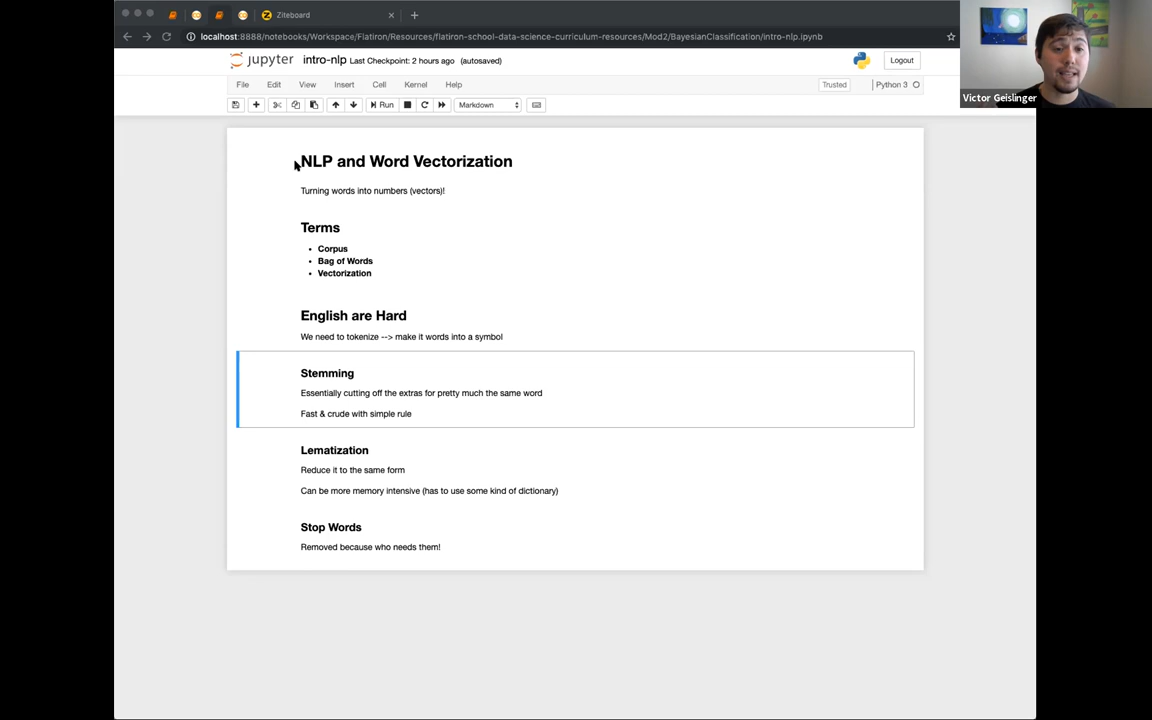 Ziteboard
localhost:8888/notebooks/Workspace/Flatiron/Resources/flatiron-school-data-science-curriculum-resources/Mod2/BayesianClassification/intro-nlp.ipynb
jupyter intro-nlp Last Checkpoint: 2 hours ago (autosaved)
Logout
File Edit View Insert Cell Kernel Help
Trusted
Python 3
Run
Markdown
Victor Geislinger
NLP and Word Vectorization
Turning words into numbers (vectors)!
Terms
Corpus
Bag of Words
Vectorization
English are Hard
We need to tokenize --> make it words into a symbol
Stemming
Essentially cutting off the extras for pretty much the same word
Fast & crude with simple rule
Lematization
Reduce it to the same form
Can be more memory intensive (has to use some kind of dictionary)
Stop Words
Removed because who needs them!